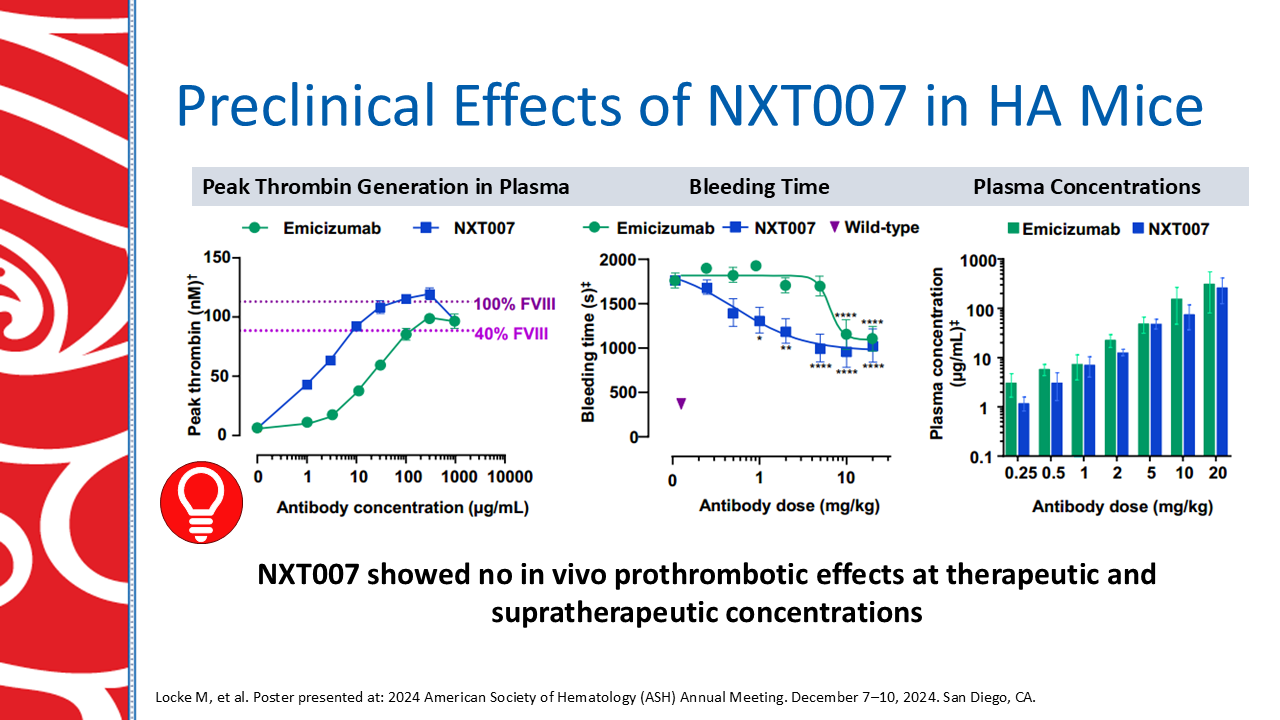 Preclinical Effects of NXT007 in HA Mice
Peak Thrombin Generation in Plasma
Bleeding Time
Plasma Concentrations
Emicizumab
NXT007
150
100
50
0
Peak thrombin (nM)†
100% FVIII
40% FVIII
0
1
10
100
1000
10000
Antibody concentration (µg/mL)
Emicizumab
NXT007
Wild-type
2000
1500
1000
500
0
Bleeding time (s)‡
*
**
****
****
****
****
****
0
1
10
Antibody dose (mg/kg)
Emicizumab
NXT007
1000
100
10
1
0.1
Plasma concentration
(µg/mL)‡
0.25
0.5
1
2
5
10
20
Antibody dose (mg/kg)
NXT007 showed no in vivo prothrombotic effects at therapeutic and
supratherapeutic concentrations
Locke M, et al. Poster presented at: 2024 American Society of Hematology (ASH) Annual Meeting. December 7–10, 2024. San Diego, CA.